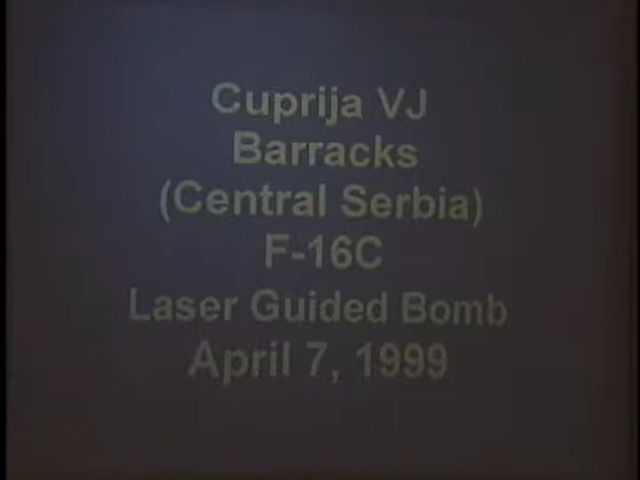 Cuprija VJ
Barracks
(Central Serbia)
F-16C
Laser Guided Bomb
April 7, 1999